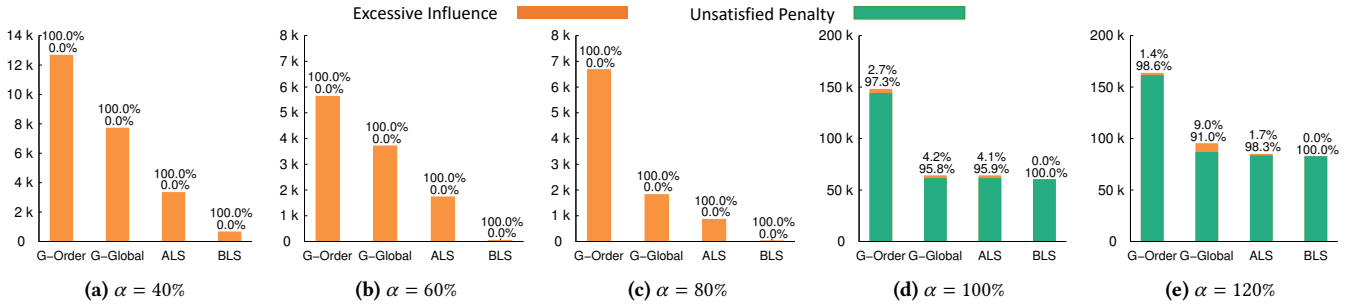 Excessive Influence
Unsatisfied Penalty
14 k
12 k
10 k
8 k
6 k
4 k
2 k
0
100.0%
0.0%
100.0%
0.0%
100.0%
0.0%
100.0%
0.0%
G−Order G−Global ALS BLS
(a) α = 40%
8 k
7 k
6 k
5 k
4 k
3 k
2 k
1 k
0
100.0%
0.0%
100.0%
0.0%
100.0%
0.0%
100.0%
0.0%
G−Order G−Global ALS BLS
(b) α = 60%
8 k
7 k
6 k
5 k
4 k
3 k
2 k
1 k
0
100.0%
0.0%
100.0%
0.0%
100.0%
0.0%
100.0%
0.0%
G−Order G−Global ALS BLS
(c) α = 80%
200 k
150 k
100 k
50 k
0
2.7%
97.3%
4.2%
95.8%
4.1%
95.9%
0.0%
100.0%
G−Order G−Global ALS BLS
(d) α = 100%
200 k
150 k
100 k
50 k
0
1.4%
98.6%
9.0%
91.0%
1.7%
98.3%
0.0%
100.0%
G−Order G−Global ALS BLS
(e) α = 120%